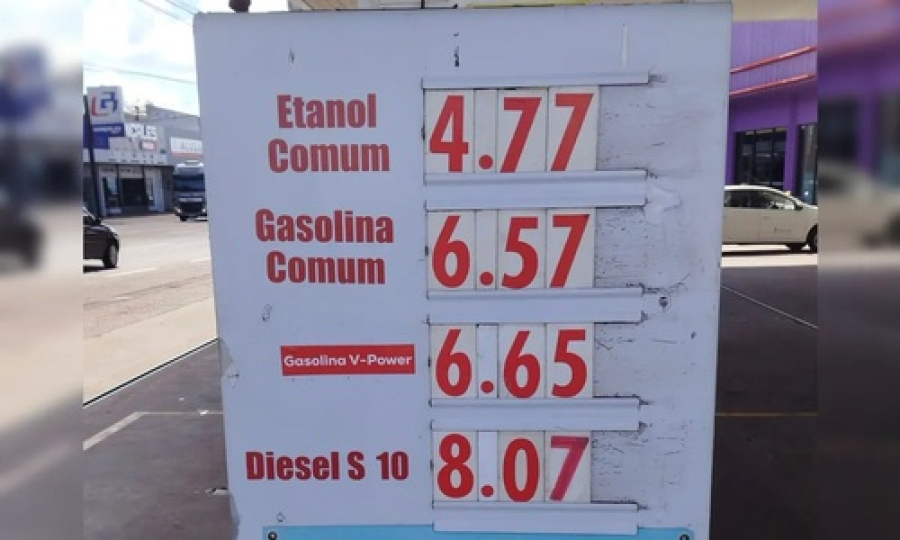 Etanol
Comum
4.77
Gasolina
Comum
6.57
Gasolina V-Power
6.65
Diesel S 10
8.07